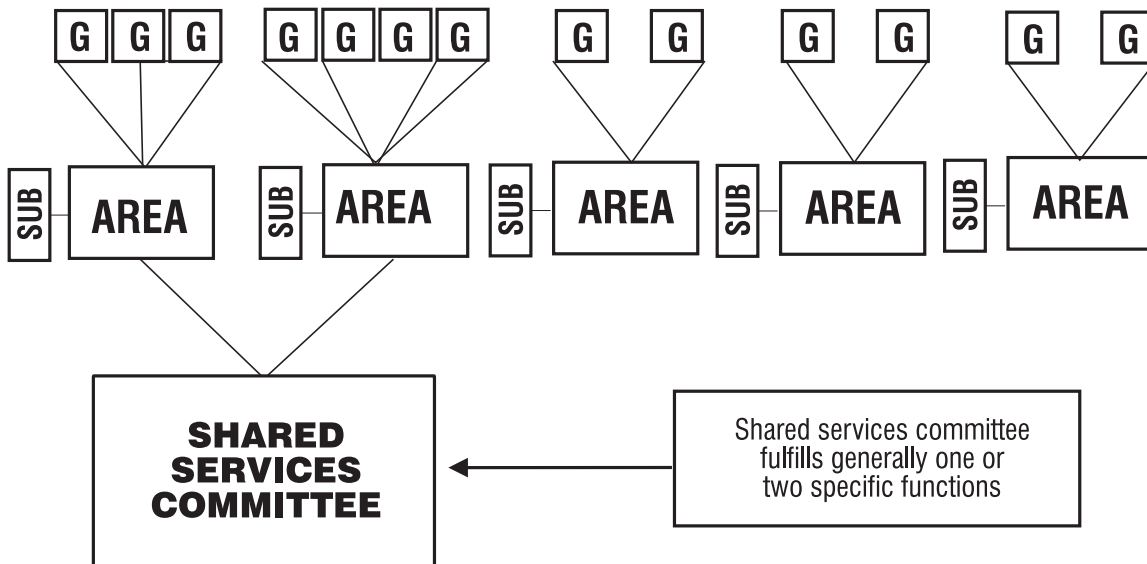 G G G G G G G G G G G G G
SUB AREA SUB AREA SUB AREA SUB AREA SUB AREA
SHARED
SERVICES
COMMITTEE
Shared services committee
fulfills generally one or
two specific functions